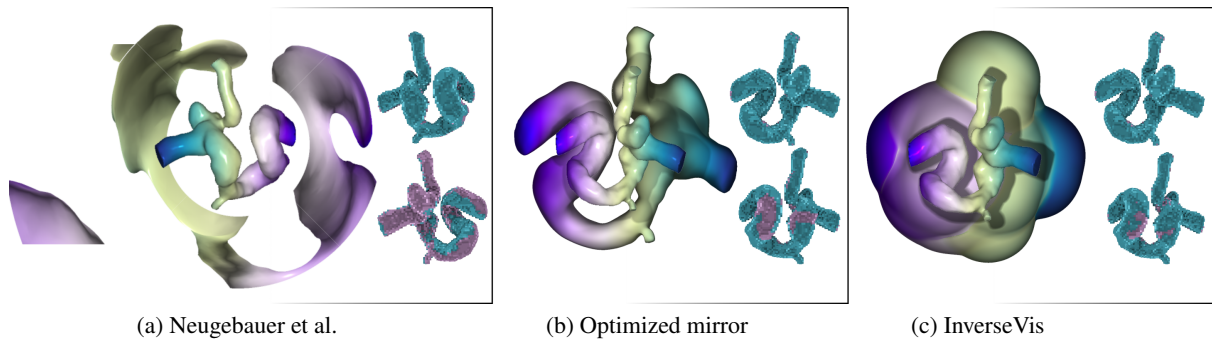 (a) Neugebauer et al.
(b) Optimized mirror
(c) InverseVis